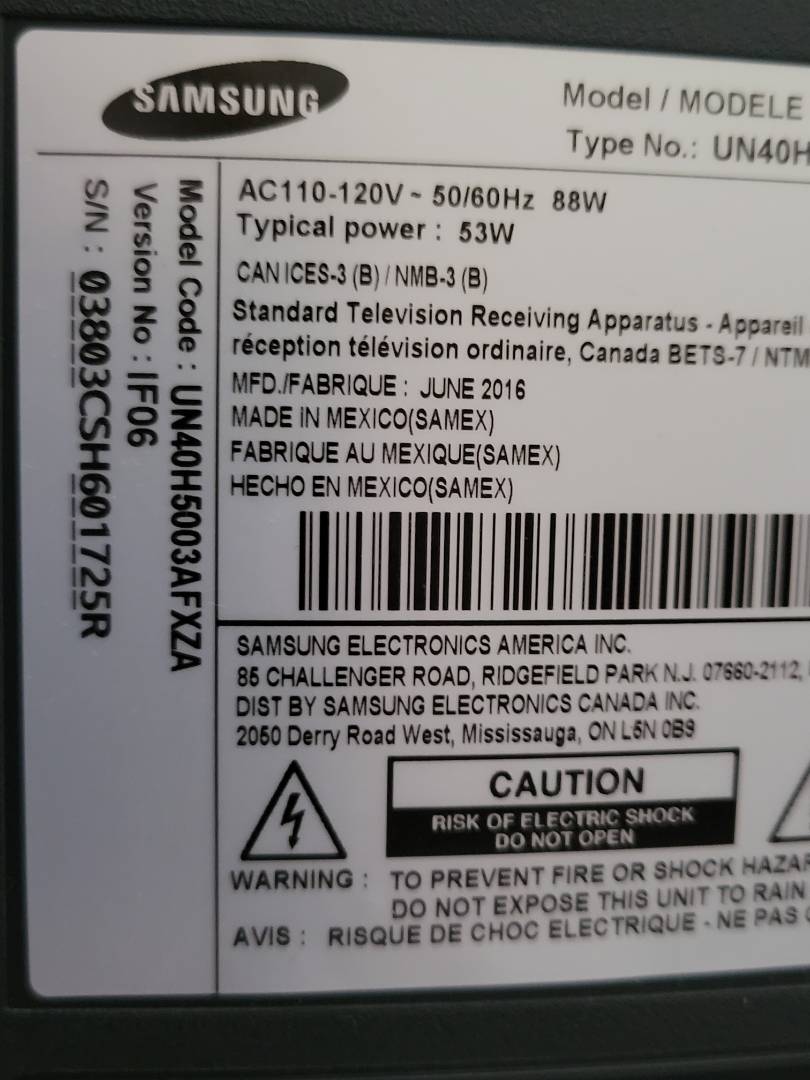 SAMSUNG
Model / MODELE
Type No.: UN40H
Model Code : UN40H5003AFXZA
Version No : IF06
S/N : 03803CSH601725R
AC110-120V ~ 50/60Hz 88W
Typical power : 53W
CAN ICES-3 (B) / NMB-3 (B)
Standard Television Receiving Apparatus - Appareil
réception télévision ordinaire, Canada BETS-7 / NTM
MFD./FABRIQUE : JUNE 2016
MADE iN MEXICO(SAMEX)
FABRIQUE AU MEXIQUE(SAMEX)
HECHO EN MEXICO(SAMEX)
SAMSUNG ELECTRONICS AMERICA INC.
85 CHALLENGER ROAD, RIDGEFIELD PARK N.J. 07660-2112,
DIST BY SAMSUNG ELECTRONICS CANADA INC.
2050 Derry Road West, Mississauga, ON L5N 0B9
CAUTION
RISK OF ELECTRIC SHOCK
DO NOT OPEN
WARNING : TO PREVENT FIRE OR SHOCK HAZAR
DO NOT EXPOSE THIS UNIT TO RAIN
AVIS : RISQUE DE CHOC ELECTRIQUE - NE PAS